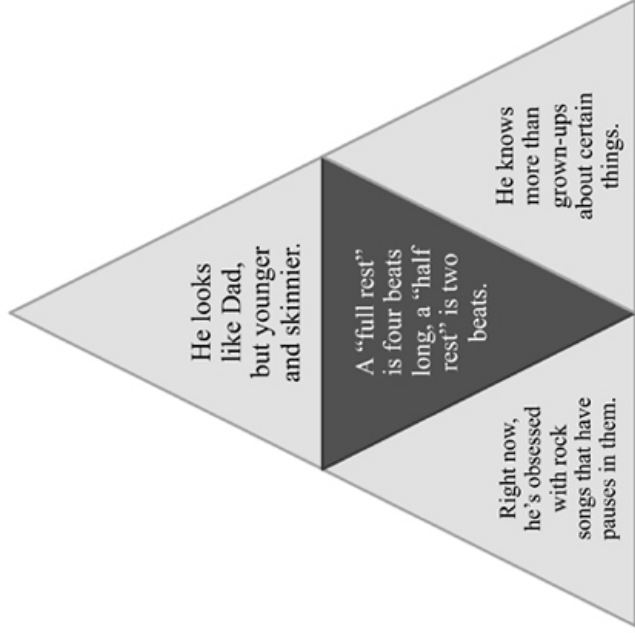 He looks
like Dad,
but younger
and skinnier.
A “full rest”
is four beats
long, a “half
rest” is two
beats.
Right now,
he’s obsessed
with rock
songs that have
pauses in them.
He knows
more than
grown-ups
about certain
things.